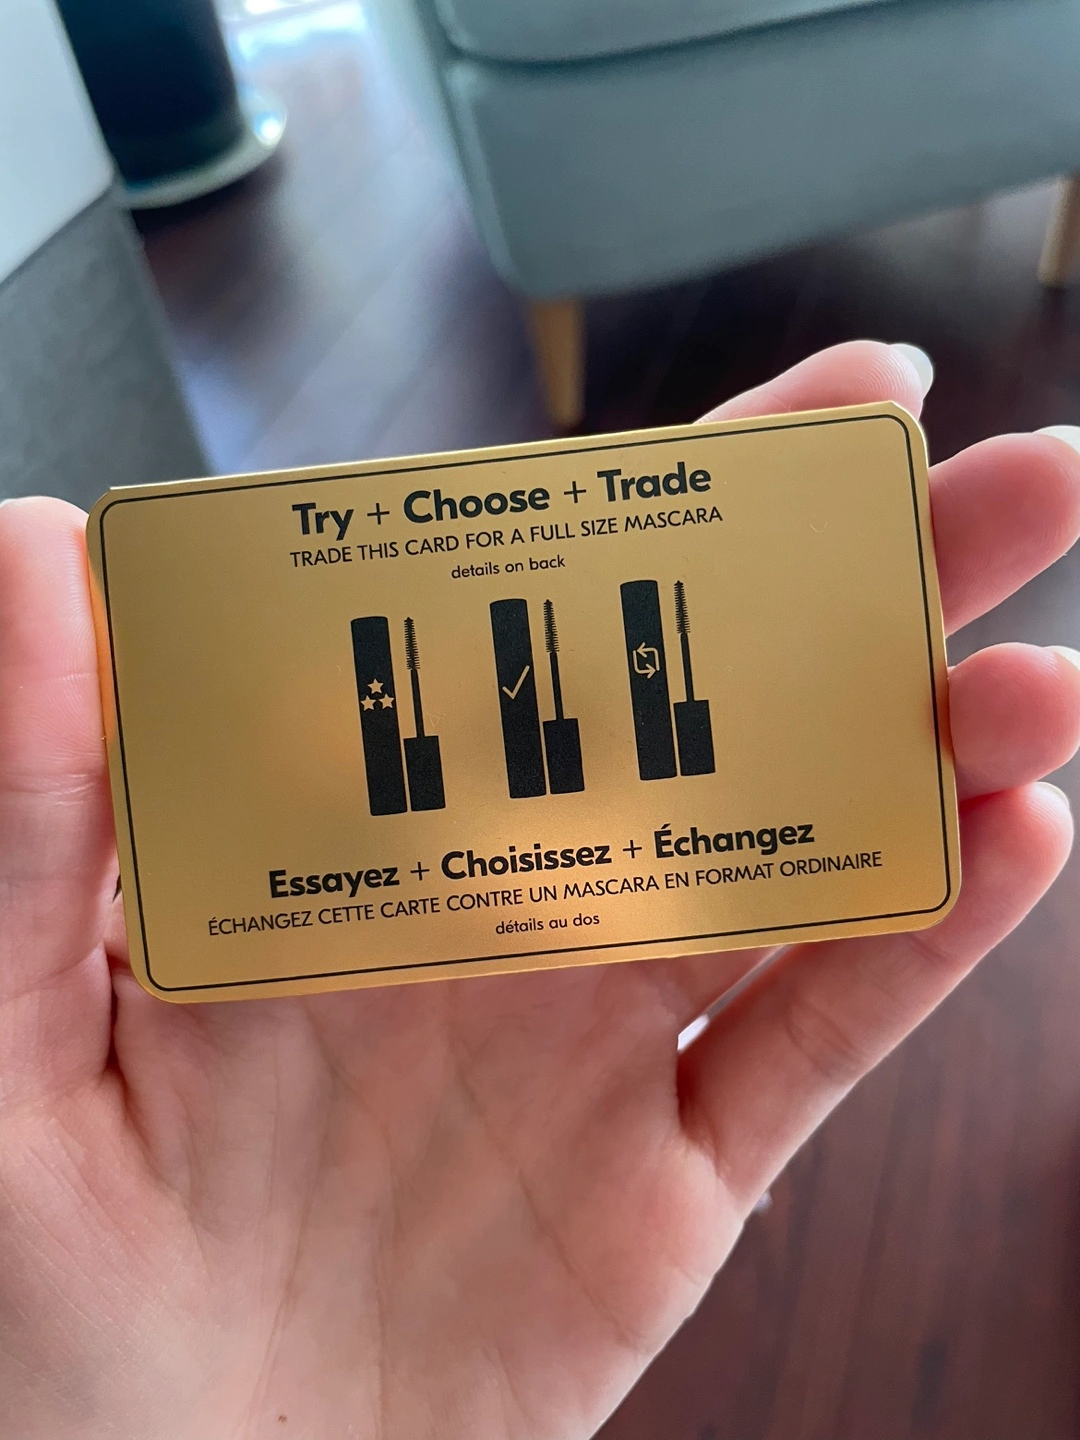 Try + Choose + Trade
TRADE THIS CARD FOR A FULL SIZE MASCARA
details on back
Essayez + Choisissez + Échangez
ÉCHANGEZ CETTE CARTE CONTRE UN MASCARA EN FORMAT ORDINAIRE
détails au dos